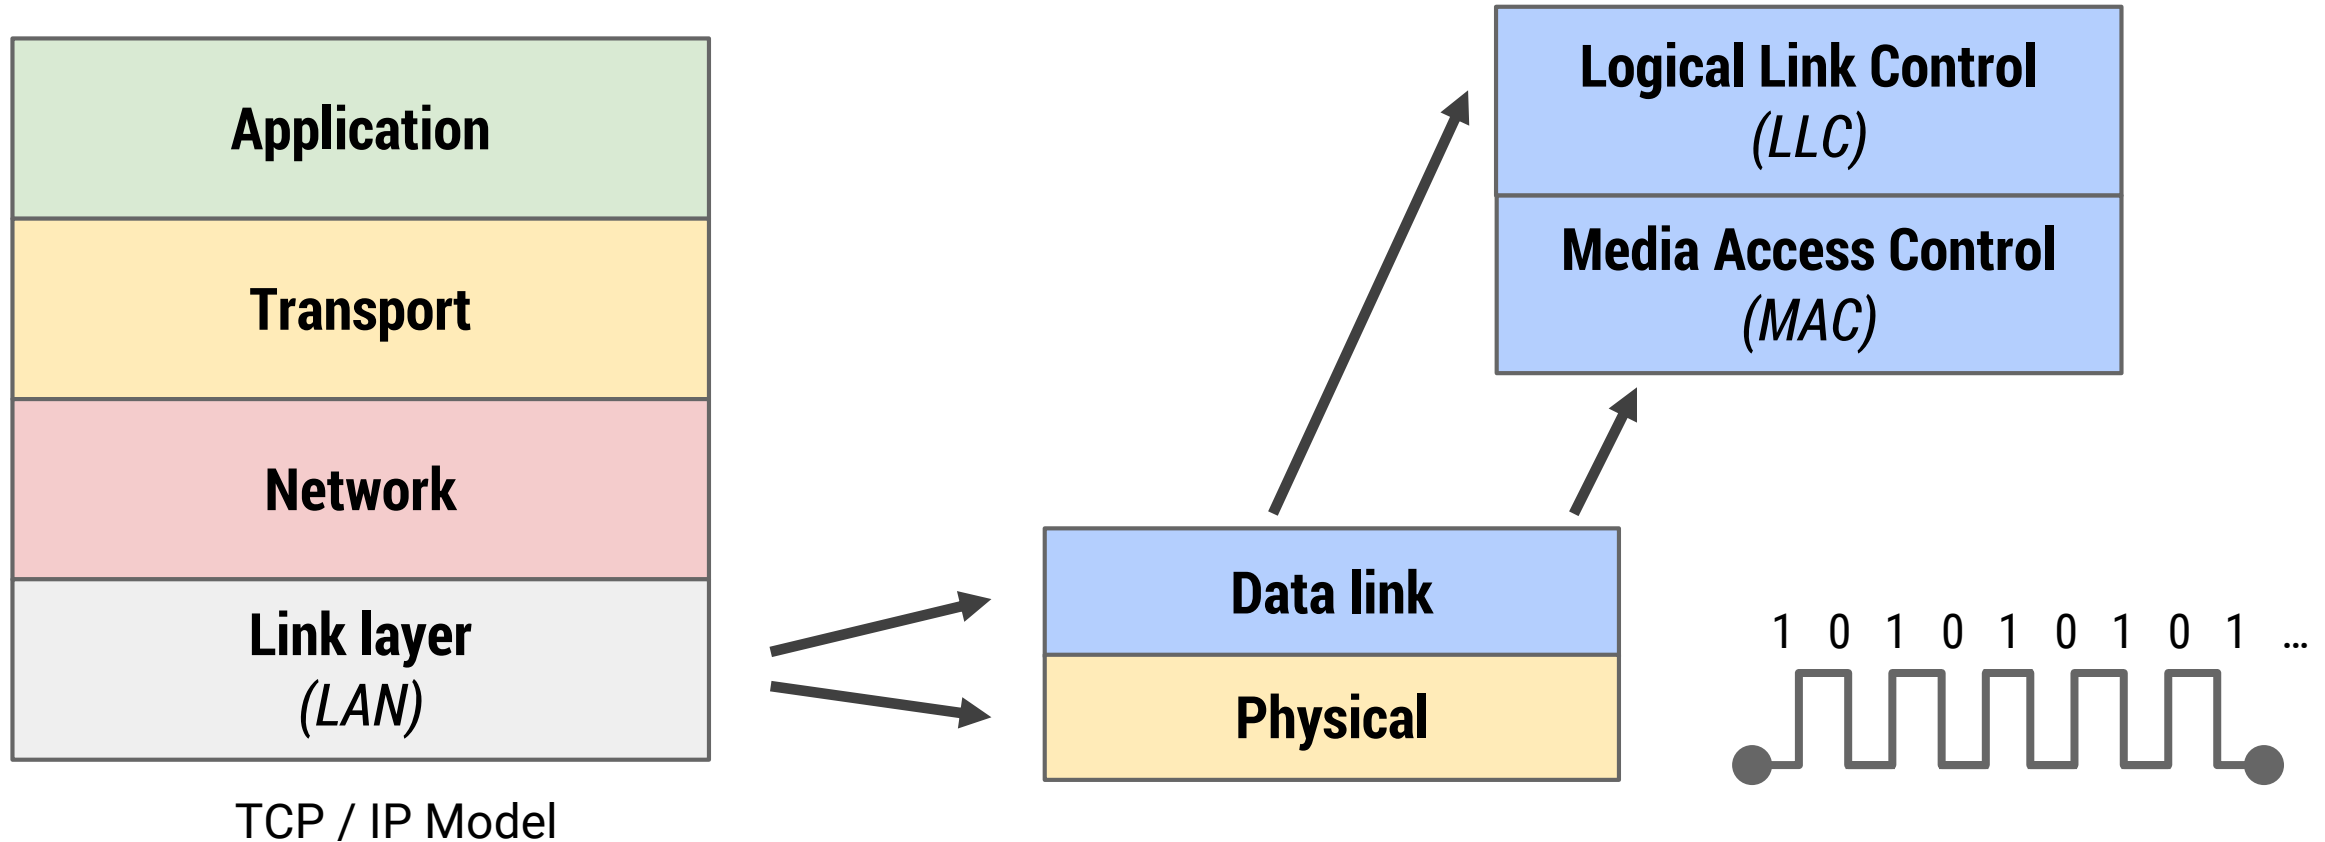 Application
Transport
Network
Link layer
(LAN)
TCP / IP Model
Data link
Physical
Logical Link Control
(LLC)
Media Access Control
(MAC)
1 0 1 0 1 0 1 0 1 ...